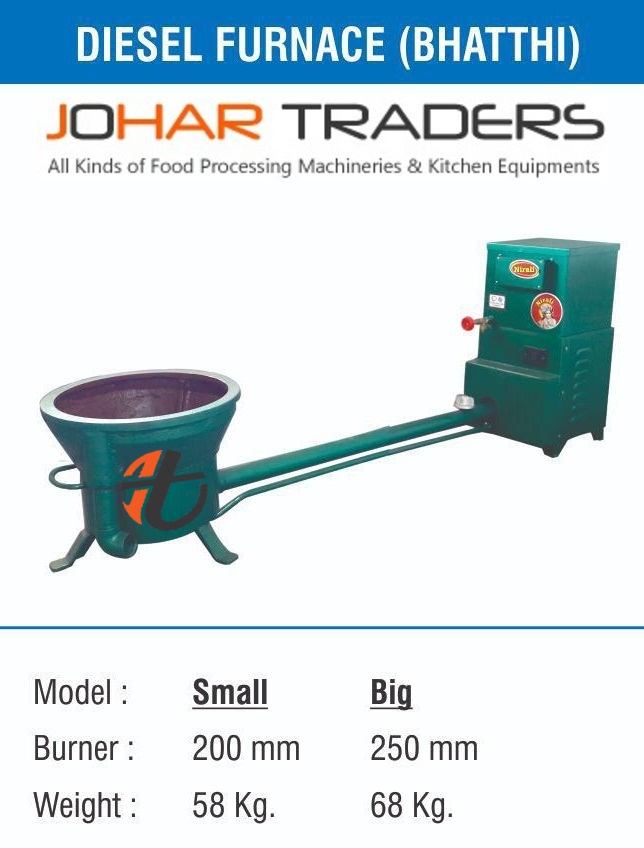 DIESEL FURNACE (BHATTHI)
JOHAR TRADERS
All Kinds of Food Processing Machineries & Kitchen Equipments
Nirali
Nirali
Model : Small Big
Burner : 200 mm 250 mm
Weight : 58 Kg. 68 Kg.